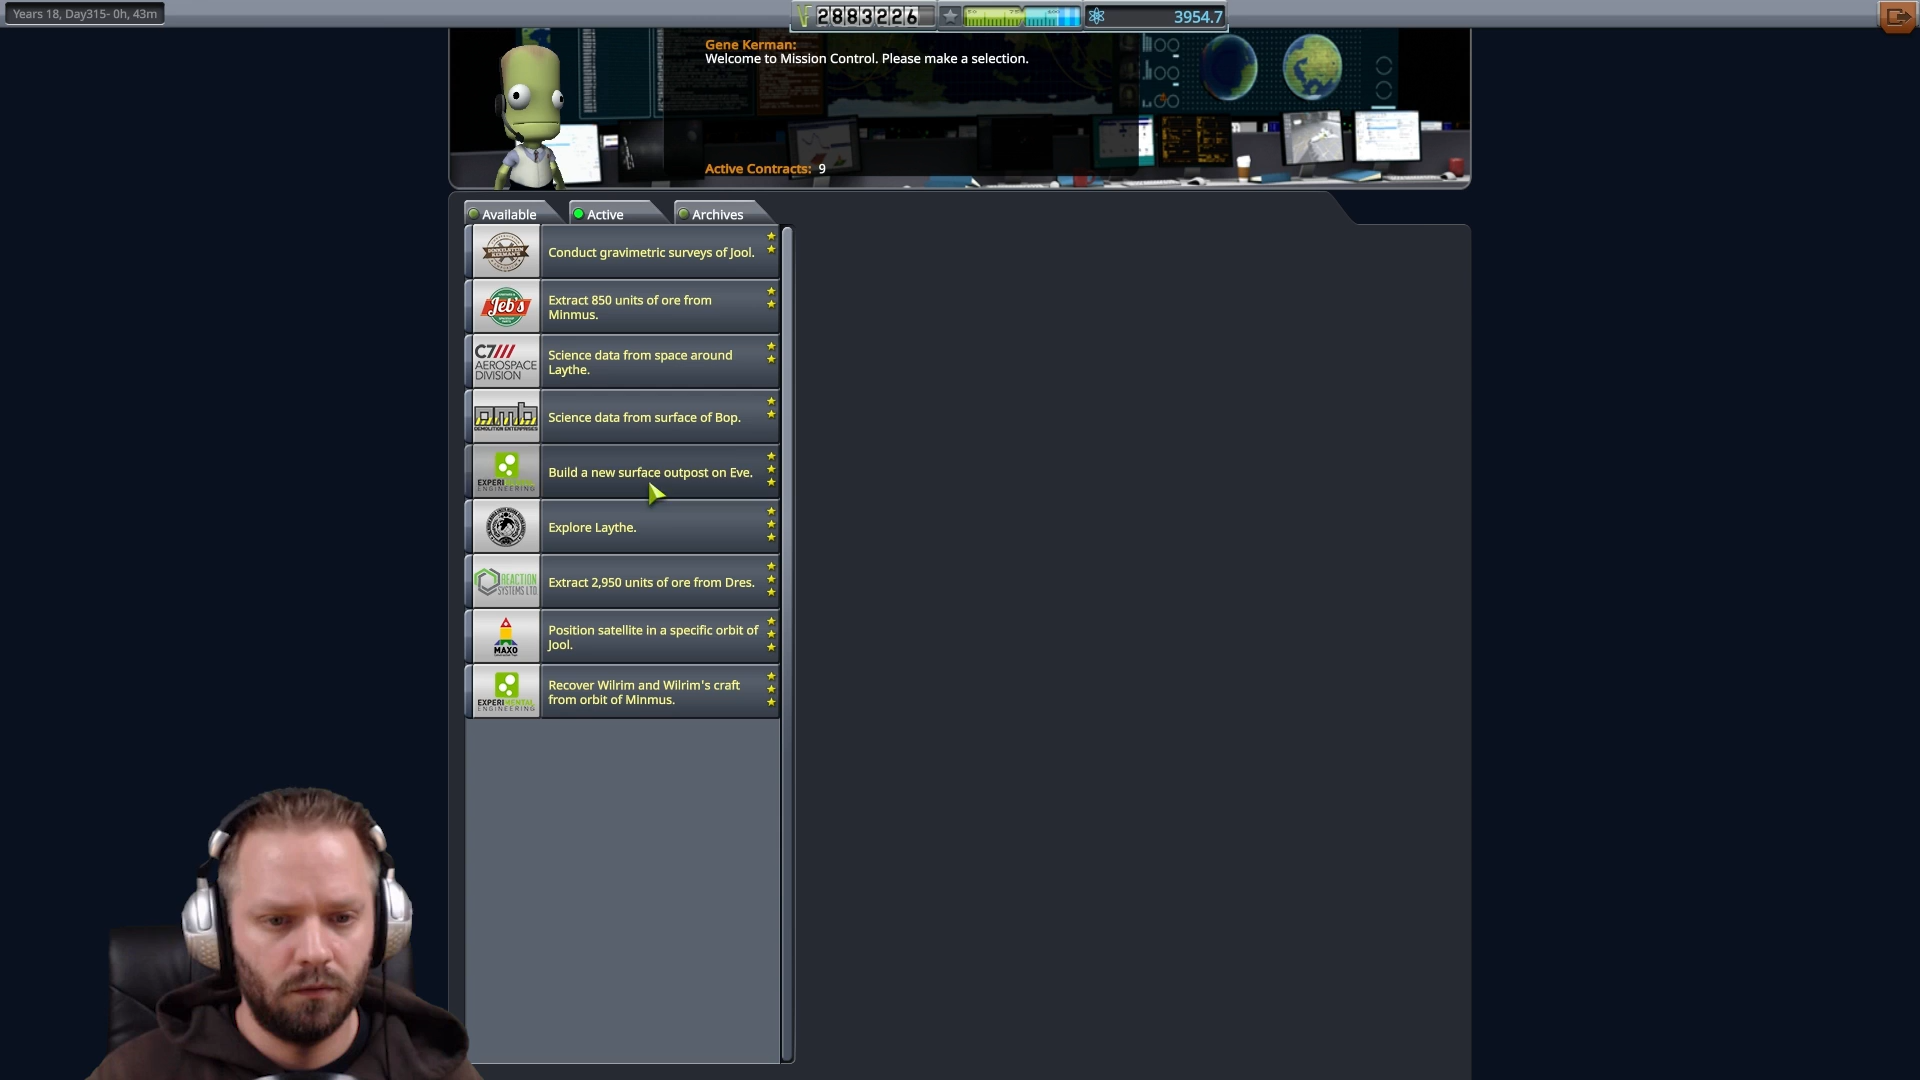 Years 18, Day315- 0h, 43m
2883226
3954.7
Gene Kerman:
Welcome to Mission Control. Please make a selection.
Active Contracts: 9
Available
Active
Archives
Conduct gravimetric surveys of Jool.
Jeb's
Extract 850 units of ore from
Minmus.
C7///
AEROSPACE
DIVISION
Science data from space around
Laythe.
Science data from surface of Bop.
EXPERIMENTAL
ENGINEERING
Build a new surface outpost on Eve.
Explore Laythe.
REACTION
SYSTEMS LTD
Extract 2,950 units of ore from Dres.
MAXO
Position satellite in a specific orbit of
Jool.
EXPERIMENTAL
ENGINEERING
Recover Wilrim and Wilrim's craft
from orbit of Minmus.